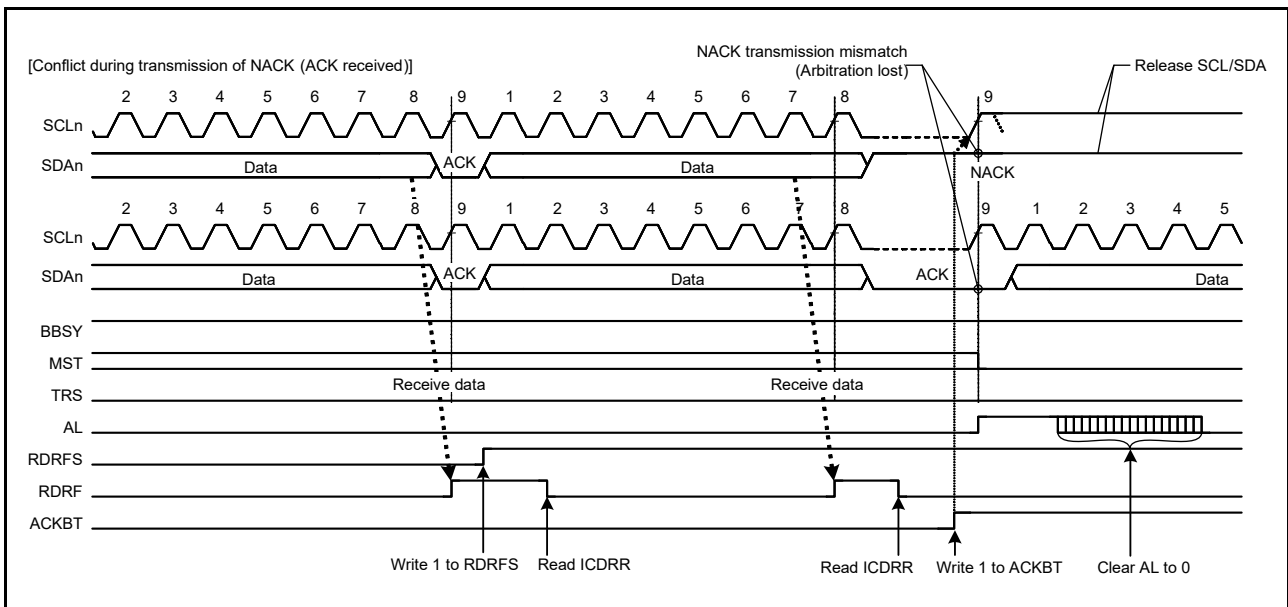 NACK transmission mismatch
(Arbitration lost)
Release SCL/SDA
[Conflict during transmission of NACK (ACK received)]
2 3 4 5 6 7 8 9 1 2 3 4 5 6 7 8 9
SCLn
SDAn Data ACK Data NACK
2 3 4 5 6 7 8 9 1 2 3 4 5 6 7 8 9 1 2 3 4 5
SCLn
SDAn Data ACK Data ACK Data
BBSY
MST
Receive data Receive data
TRS
AL
RDRFS
RDRF
ACKBT
Write 1 to RDRFS Read ICDRR Read ICDRR Write 1 to ACKBT Clear AL to 0